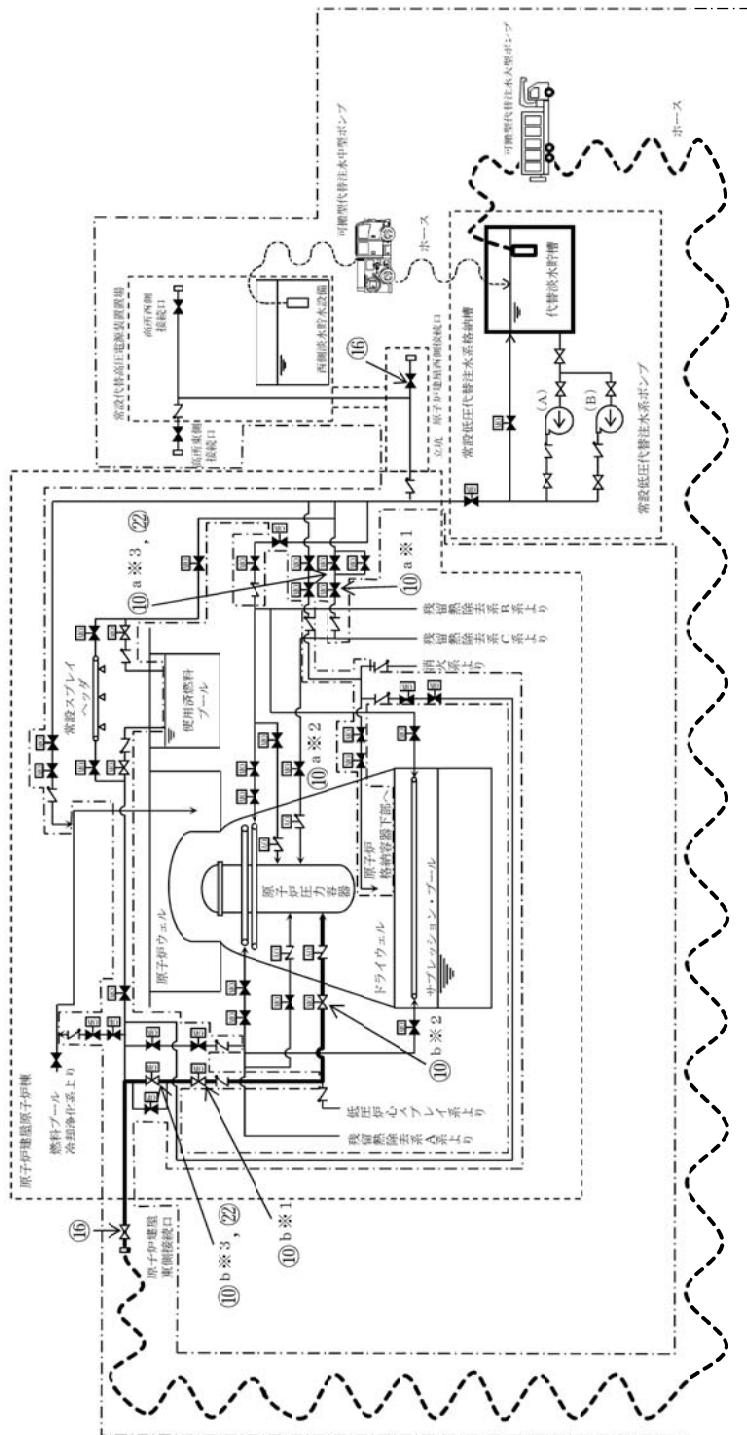 原子炉建屋原子炉棟
燃料プール
冷却浄化系より
⑯
原子炉建屋
東側接続口
⑩b※3，㉒
⑩b※1
⑩b※2
低圧炉心スプレイ系より
残留熱除去系A系より
原子炉ウェル
原子炉圧力容器
ドライウェル
サプレッション・プール
原子炉
格納容器下部へ
常設スプレイ
ヘッダ
使用済燃料
プール
⑩a※2
⑩a※3，㉒
⑩a※1
残留熱除去系B系より
残留熱除去系C系より
消火系より
常設代替高圧電源装置置場
高所東側
接続口
高所西側
接続口
西側淡水貯水設備
⑯
立坑
原子炉建屋西側接続口
可搬型代替注水中型ポンプ
ホース
常設低圧代替注水系格納槽
代替淡水貯槽
(A)
(B)
常設低圧代替注水系ポンプ
可搬型代替注水大型ポンプ
ホース